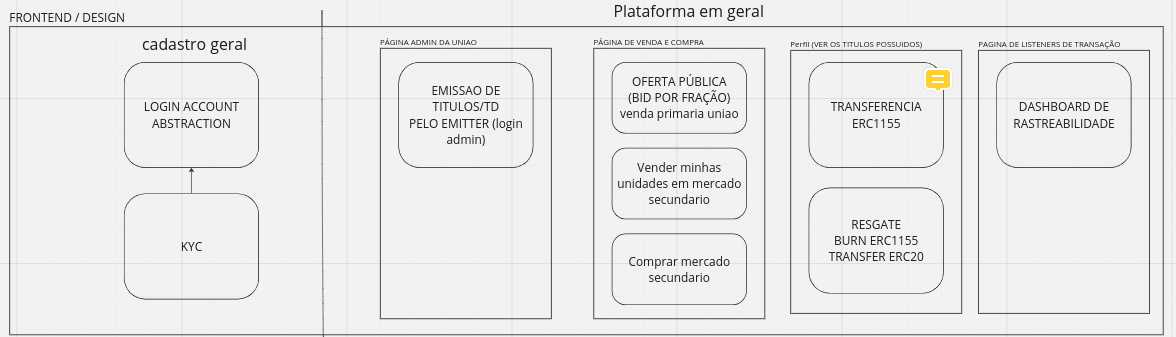 FRONTEND / DESIGN
Plataforma em geral
cadastro geral
LOGIN ACCOUNT
ABSTRACTION
KYC
PÁGINA ADMIN DA UNIAO
EMISSAO DE
TITULOS/TD
PELO EMITTER (login
admin)
PÁGINA DE VENDA E COMPRA
OFERTA PÚBLICA
(BID POR FRAÇÃO)
venda primaria uniao
Vender minhas
unidades em mercado
secundario
Comprar mercado
secundario
Perfil (VER OS TITULOS POSSUIDOS)
TRANSFERENCIA
ERC1155
RESGATE
BURN ERC1155
TRANSFER ERC20
PAGINA DE LISTENERS DE TRANSAÇÃO
DASHBOARD DE
RASTREABILIDADE